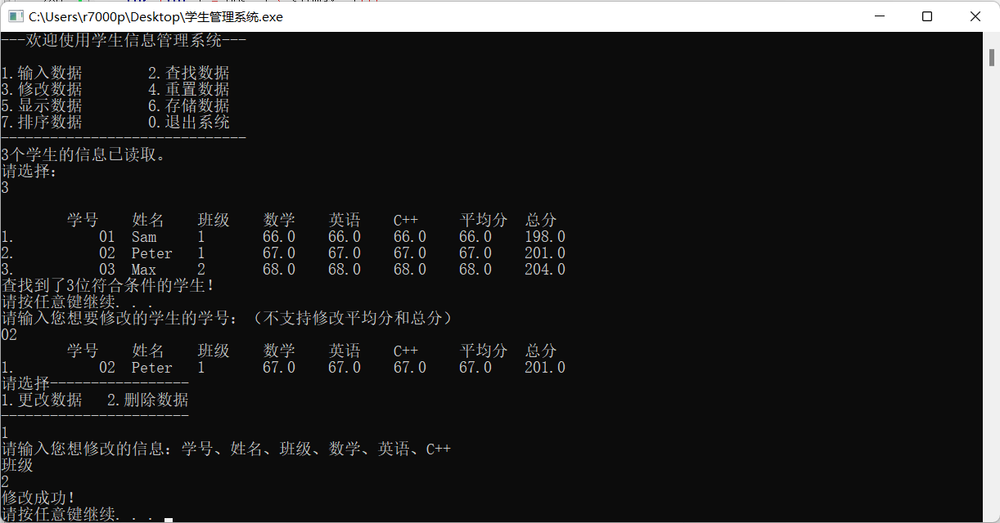 C:\Users\r7000p\Desktop\学生管理系统.exe
---欢迎使用学生信息管理系统---
1.输入数据        2.查找数据
3.修改数据        4.重置数据
5.显示数据        6.存储数据
7.排序数据        0.退出系统
------------------------------
3个学生的信息已读取。
请选择:
3
学号    姓名    班级    数学    英语    C++     平均分  总分
1.          01  Sam     1       66.0    66.0    66.0    66.0    198.0
2.          02  Peter   1       67.0    67.0    67.0    67.0    201.0
3.          03  Max     2       68.0    68.0    68.0    68.0    204.0
查找到了3位符合条件的学生!
请按任意键继续. . .
请输入您想要修改的学生的学号：（不支持修改平均分和总分）
02
学号    姓名    班级    数学    英语    C++     平均分  总分
1.          02  Peter   1       67.0    67.0    67.0    67.0    201.0
请选择-----------------
1.更改数据   2.删除数据
-----------------------
1
请输入您想修改的信息：学号、姓名、班级、数学、英语、C++
班级
2
修改成功!
请按任意键继续. . .